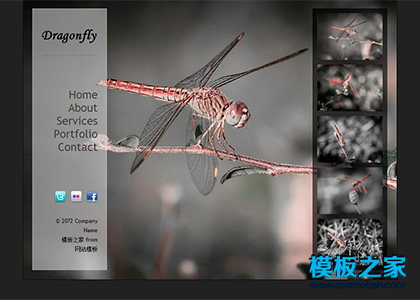 Dragonfly
Home
About
Services
Portfolio
Contact
© 2072 Company
Name
模板之家 from
网站模板
模板之家
www.cssmoban.com